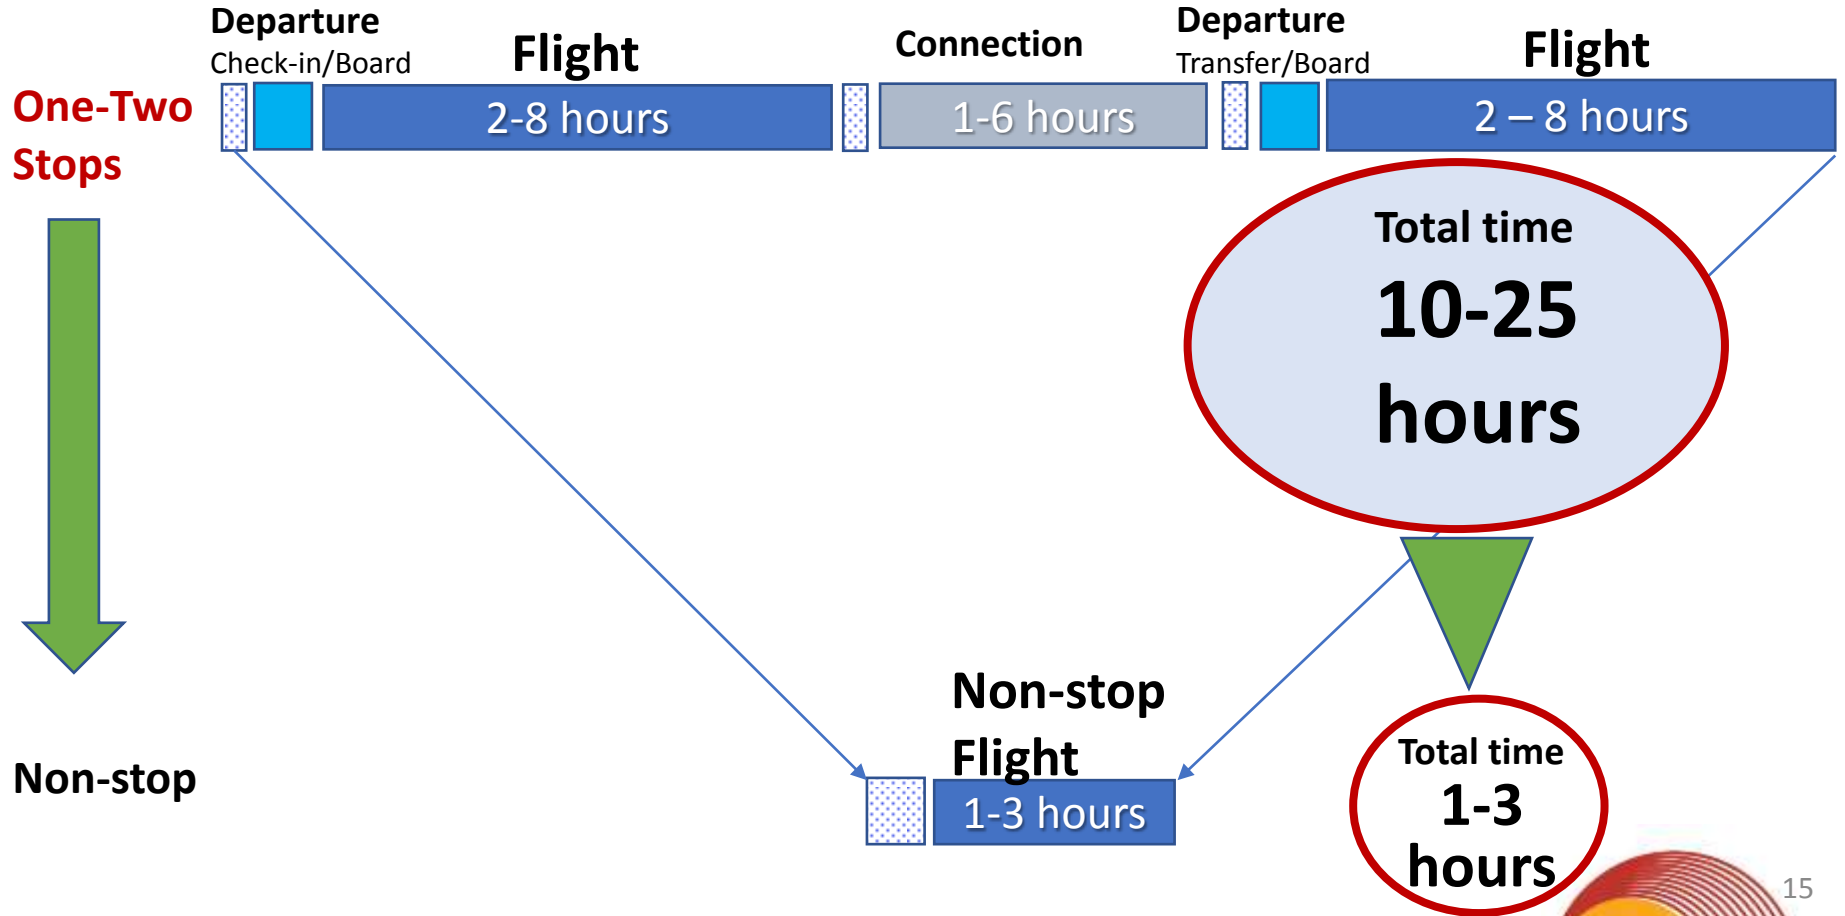 Departure
Check-in/Board
Flight
Connection
Departure
Transfer/Board
Flight
One-Two
Stops
2-8 hours
1-6 hours
2 – 8 hours
Total time
10-25
hours
Non-stop
Flight
Non-stop
1-3 hours
Total time
1-3
hours
15